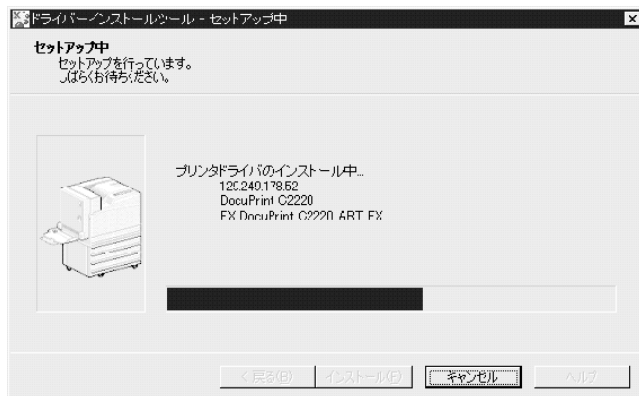 ドライバーインストールツール - セットアップ中
セットアップ中
セットアップを行っています。
しばらくお待ちください。
プリンタドライバのインストール中...
129.249.178.62
DocuPrint C2220
FX DocuPrint C2220 ART EX
< 戻る(B)
インストール(F)
キャンセル
ヘルプ